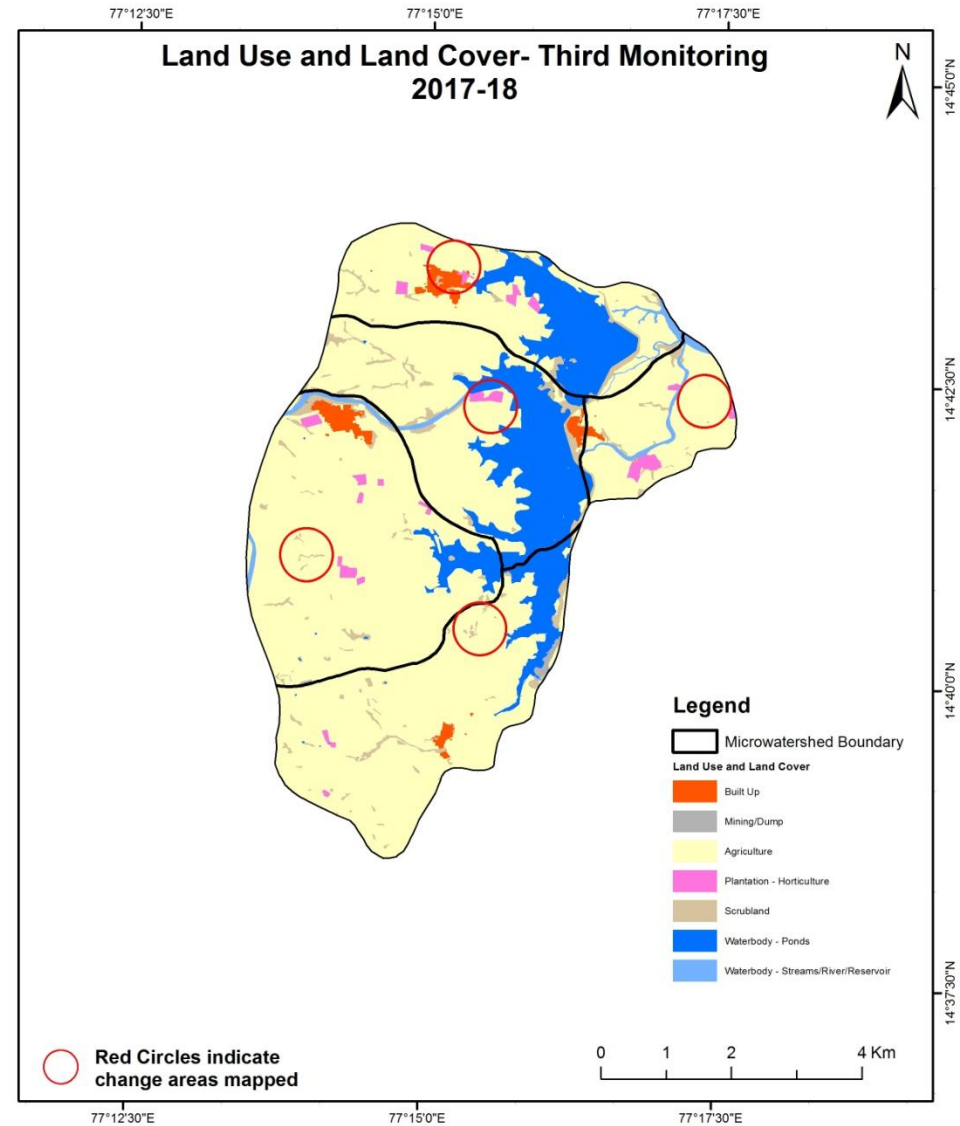 77°12'30"E 77°15'0"E 77°17'30"E
Land Use and Land Cover- Third Monitoring
2017-18
N
14°45'0"N
14°42'30"N
14°40'0"N
14°37'30"N
Legend
Microwatershed Boundary
Land Use and Land Cover
Built Up
Mining/Dump
Agriculture
Plantation - Horticulture
Scrubland
Waterbody - Ponds
Waterbody - Streams/River/Reservoir
Red Circles indicate
change areas mapped
0 1 2 4 Km
77°12'30"E 77°15'0"E 77°17'30"E